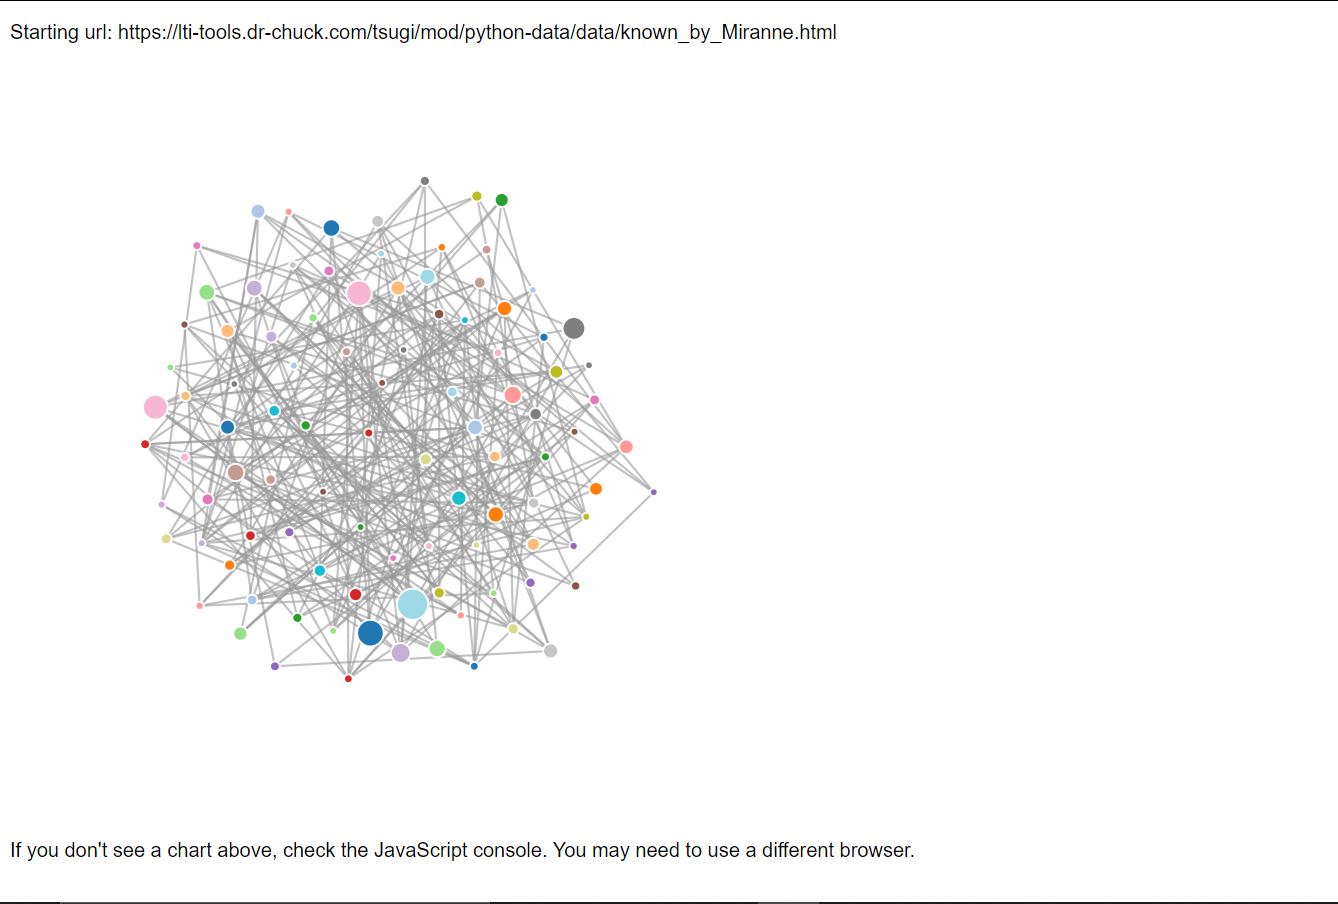 Starting url: https://lti-tools.dr-chuck.com/tsugi/mod/python-data/data/known_by_Miranne.html
If you don't see a chart above, check the JavaScript console. You may need to use a different browser.